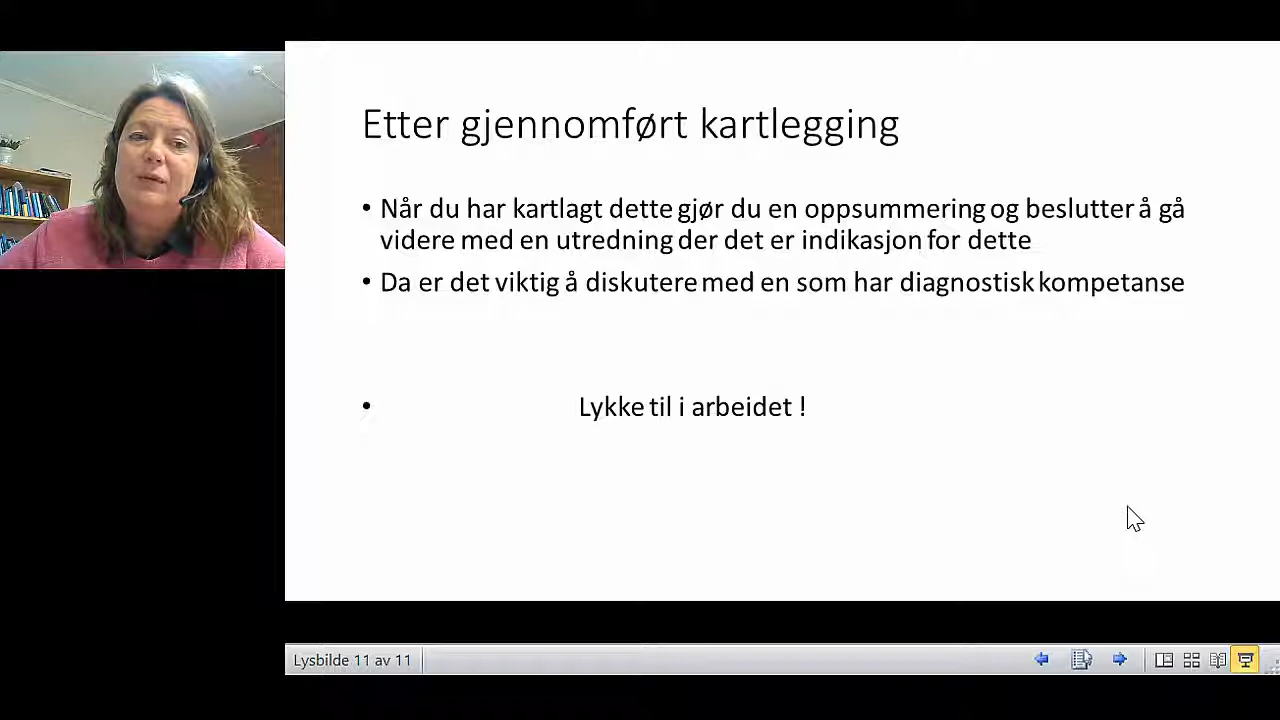 Etter gjennomført kartlegging
• Når du har kartlagt dette gjør du en oppsummering og beslutter å gå
videre med en utredning der det er indikasjon for dette
• Da er det viktig å diskutere med en som har diagnostisk kompetanse
• Lykke til i arbeidet !
Lysbilde 11 av 11